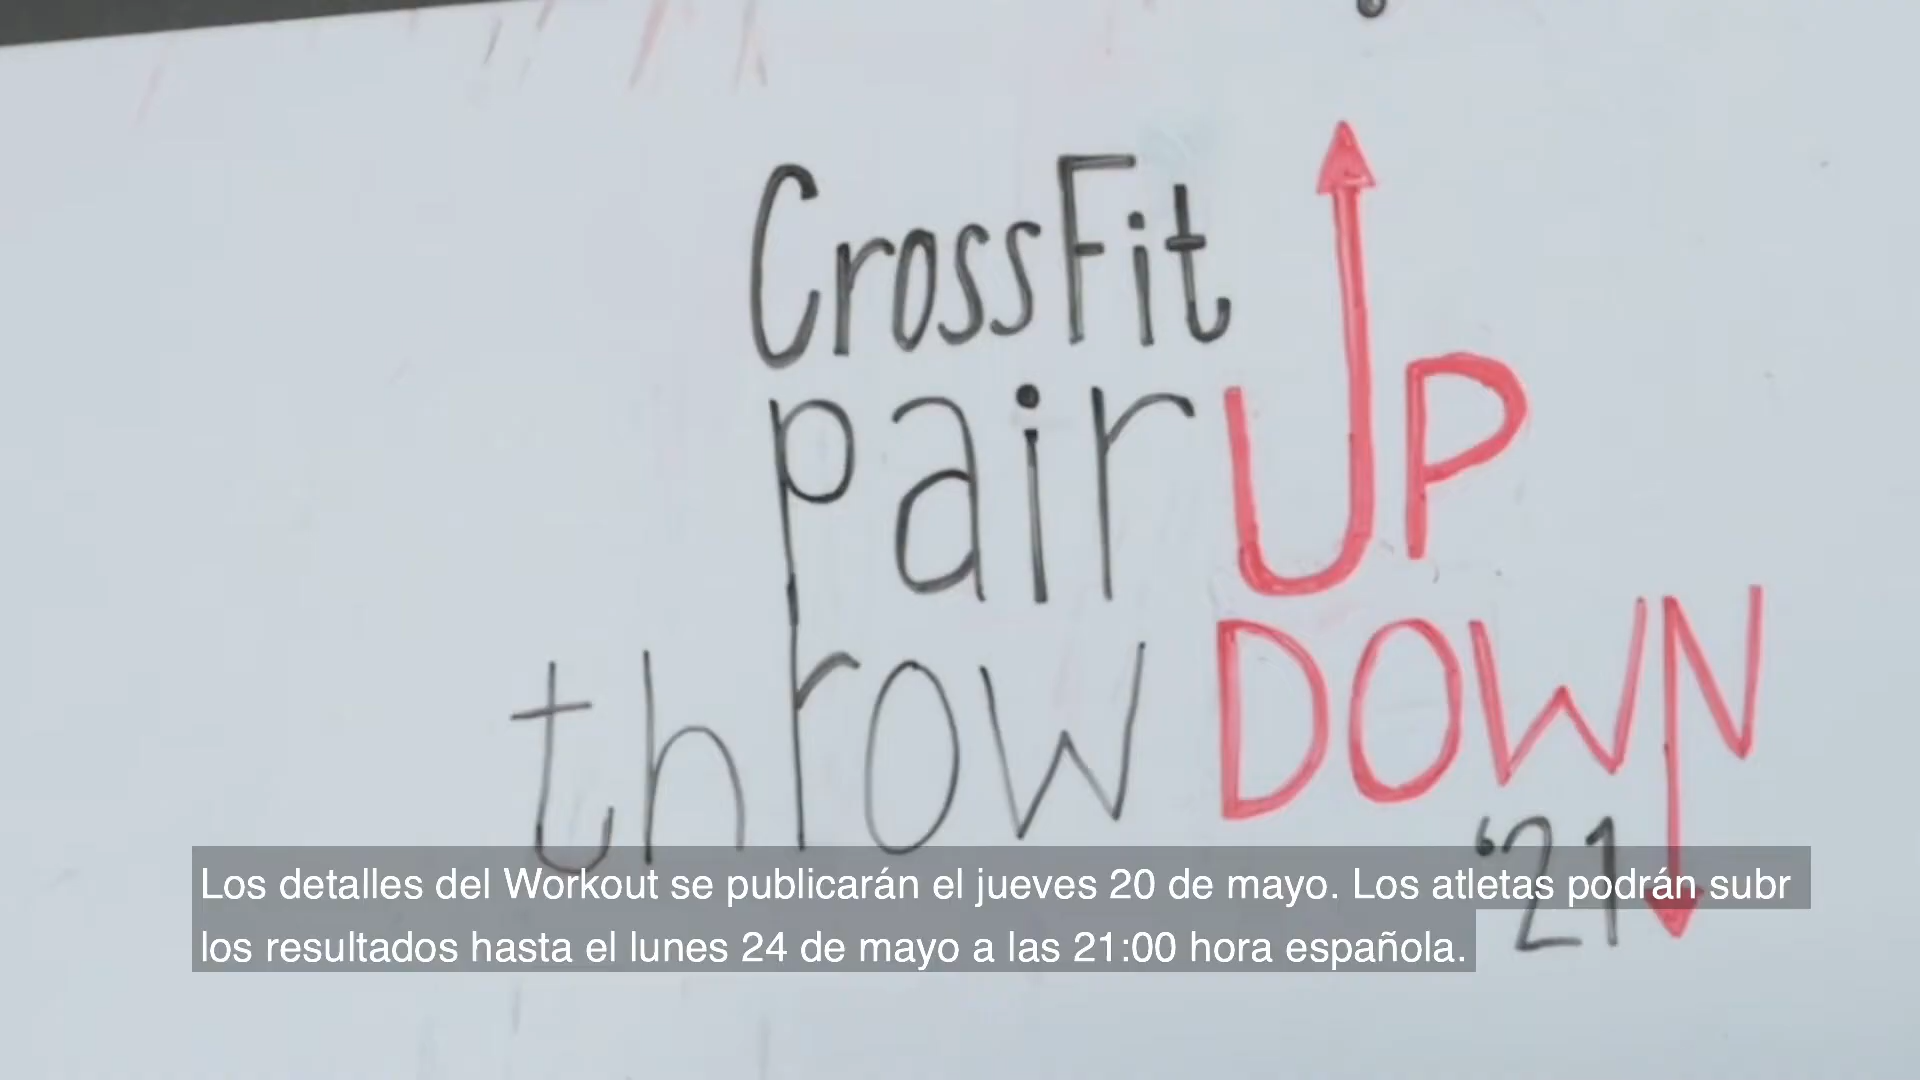 CrossFit
pair UP
throw DOWN
‘21
Los detalles del Workout se publicarán el jueves 20 de mayo. Los atletas podrán subr
los resultados hasta el lunes 24 de mayo a las 21:00 hora española.